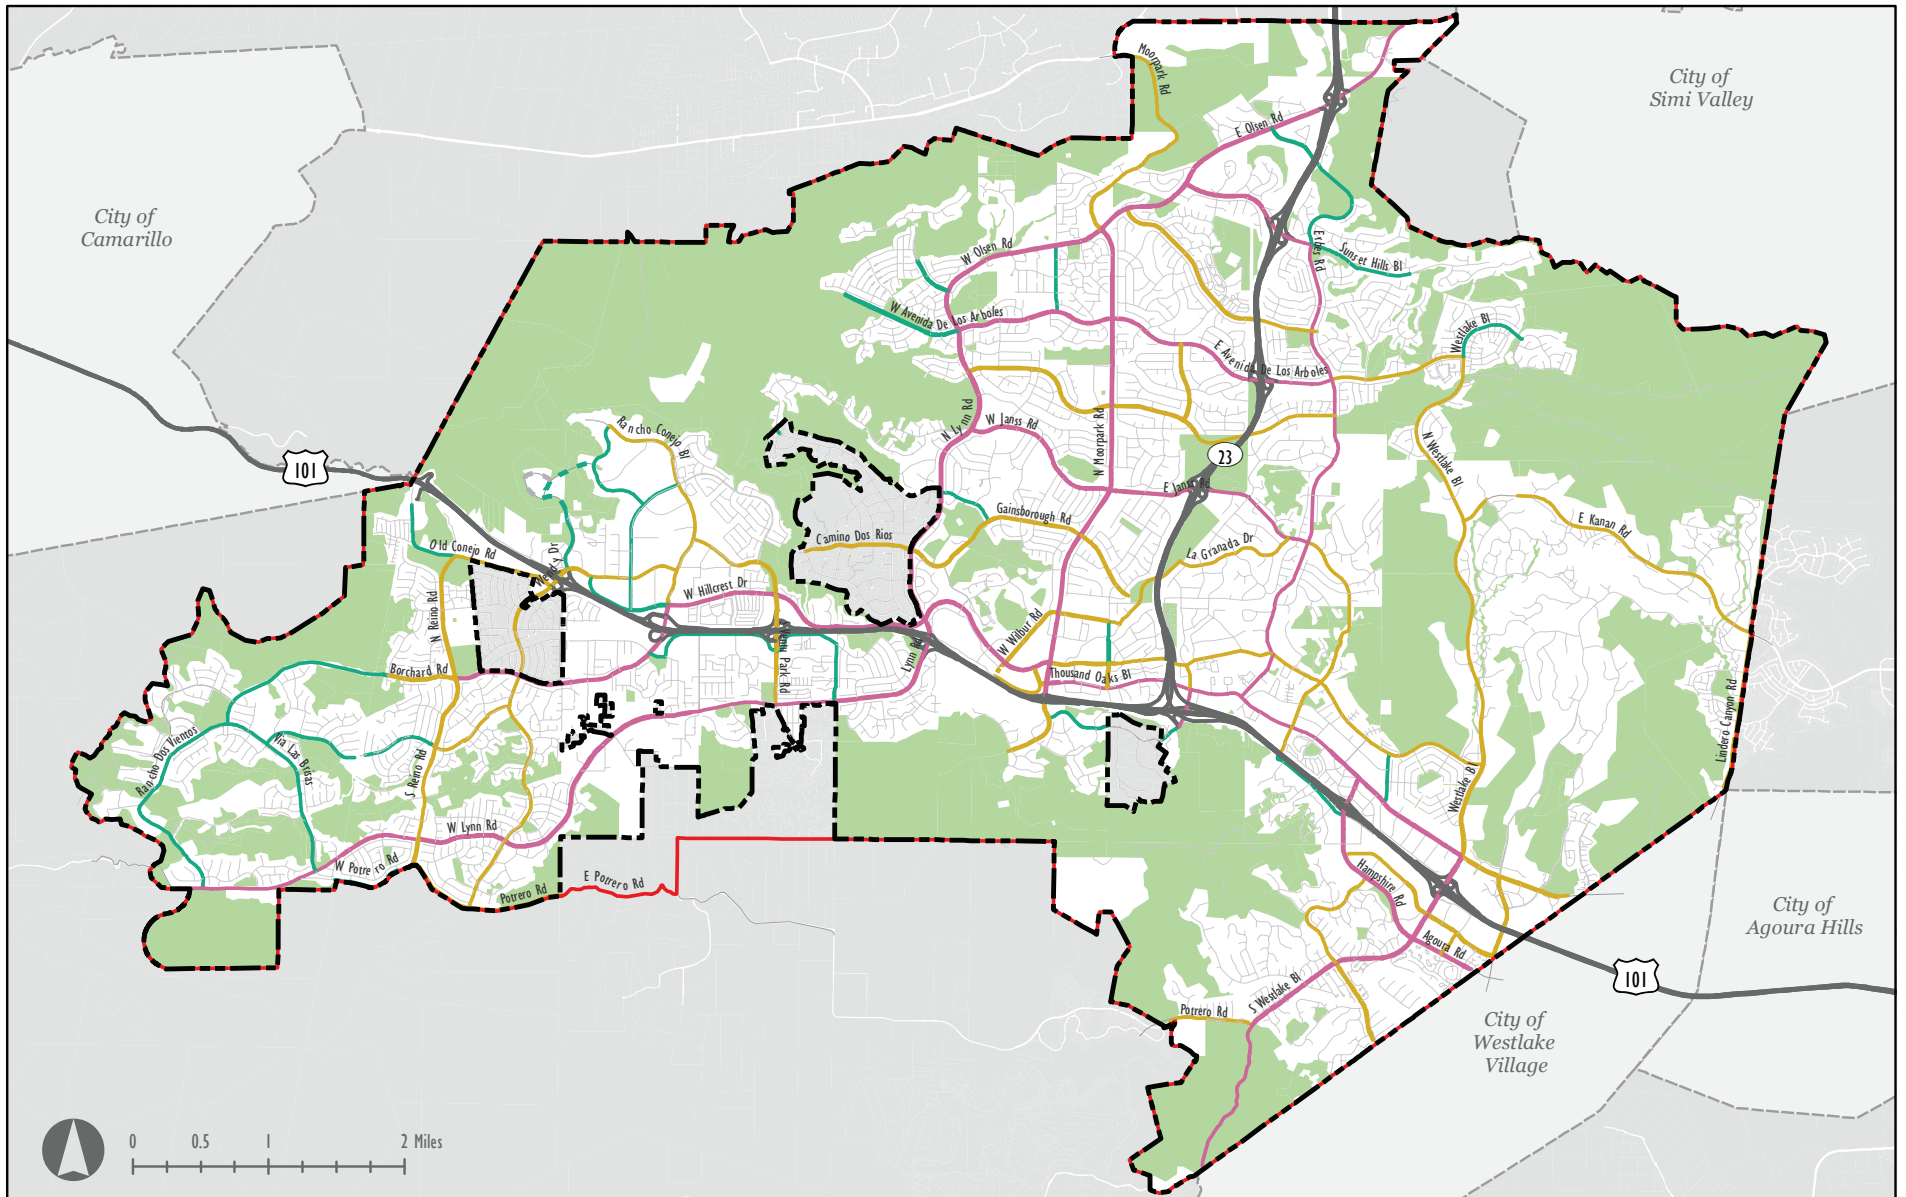 Moorpark Rd
City of
Simi Valley
E Olsen Rd
City of
Camarillo
W Olsen Rd
Erbes Rd
Sunset Hills Bl
W Avenida De Los Arboles
Westlake Bl
E Avenida De Los Arboles
N Lynn Rd
W Janss Rd
N Moorpark Rd
Rancho Conejo Bl
N Westlake Bl
23
101
E Janss Rd
Gainsborough Rd
E Kanan Rd
Camino Dos Rios
Old Conejo Rd
Wendy Dr
La Granada Dr
W Hillcrest Dr
N Reino Rd
W Wilbur Rd
Lynn Rd
Borchard Rd
Park Rd
Thousand Oaks Bl
Lindero Canyon Rd
Rancho Dos Vientos
Via Las Brisas
S Reino Rd
Westlake Bl
W Lynn Rd
W Potrero Rd
Potrero Rd
E Potrero Rd
Hampshire Rd
City of
Agoura Hills
Agoura Rd
101
S Westlake Bl
Potrero Rd
City of
Westlake
Village
0 0.5 1 2 Miles